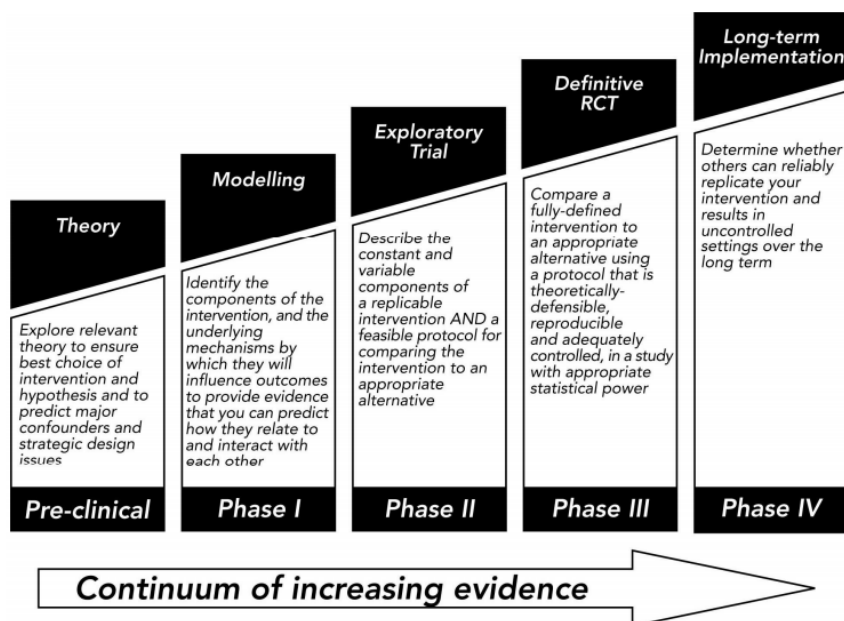 Theory
Explore relevant
theory to ensure
best choice of
intervention and
hypothesis and to
predict major
confounders and
strategic design
issues
Pre-clinical
Modelling
Identify the
components of the
intervention, and the
underlying
mechanisms by
which they will
influence outcomes
to provide evidence
that you can predict
how they relate to
and interact with
each other
Phase I
Exploratory
Trial
Describe the
constant and
variable
components of
a replicable
intervention AND a
feasible protocol for
comparing the
intervention to an
appropriate
alternative
Phase II
Definitive
RCT
Compare a
fully-defined
intervention to
an appropriate
alternative using
a protocol that is
theoretically-
defensible,
reproducible
and adequately
controlled, in a study
with appropriate
statistical power
Phase III
Long-term
Implementation
Determine whether
others can reliably
replicate your
intervention and
results in
uncontrolled
settings over the
long term
Phase IV
Continuum of increasing evidence